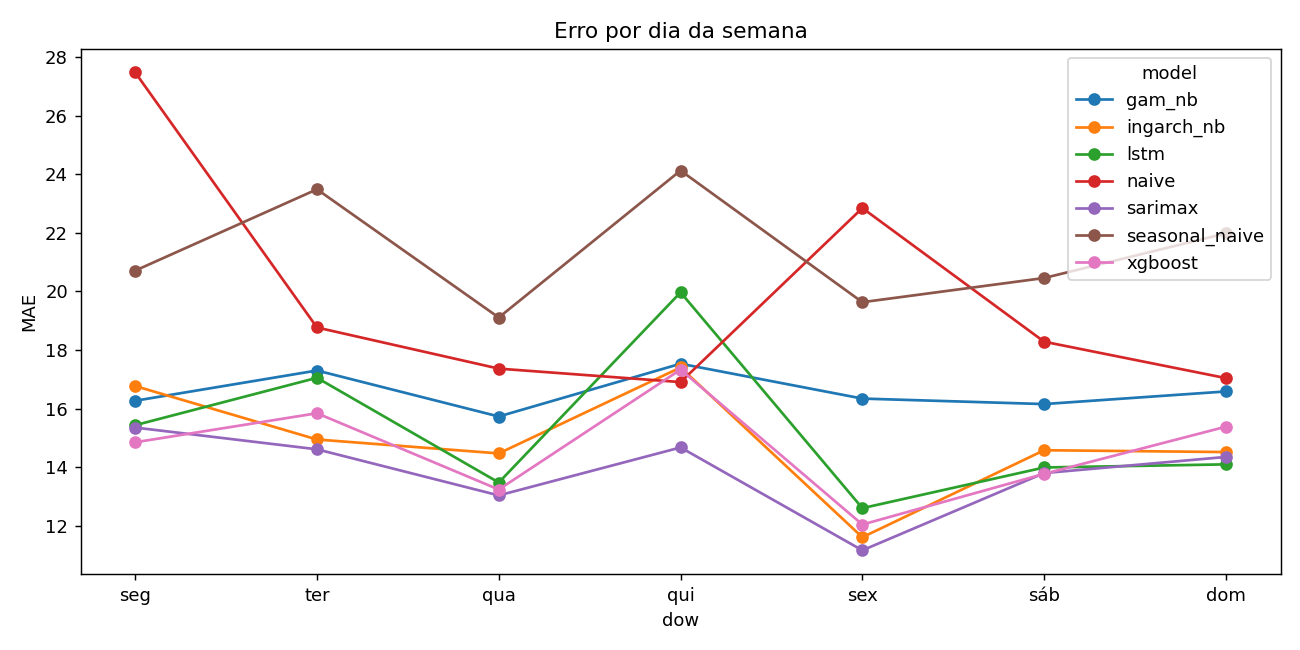 Erro por dia da semana
28
26
24
22
20
18
16
14
12
MAE
model
gam_nb
ingarch_nb
lstm
naive
sarimax
seasonal_naive
xgboost
seg ter qua qui sex sáb dom
dow